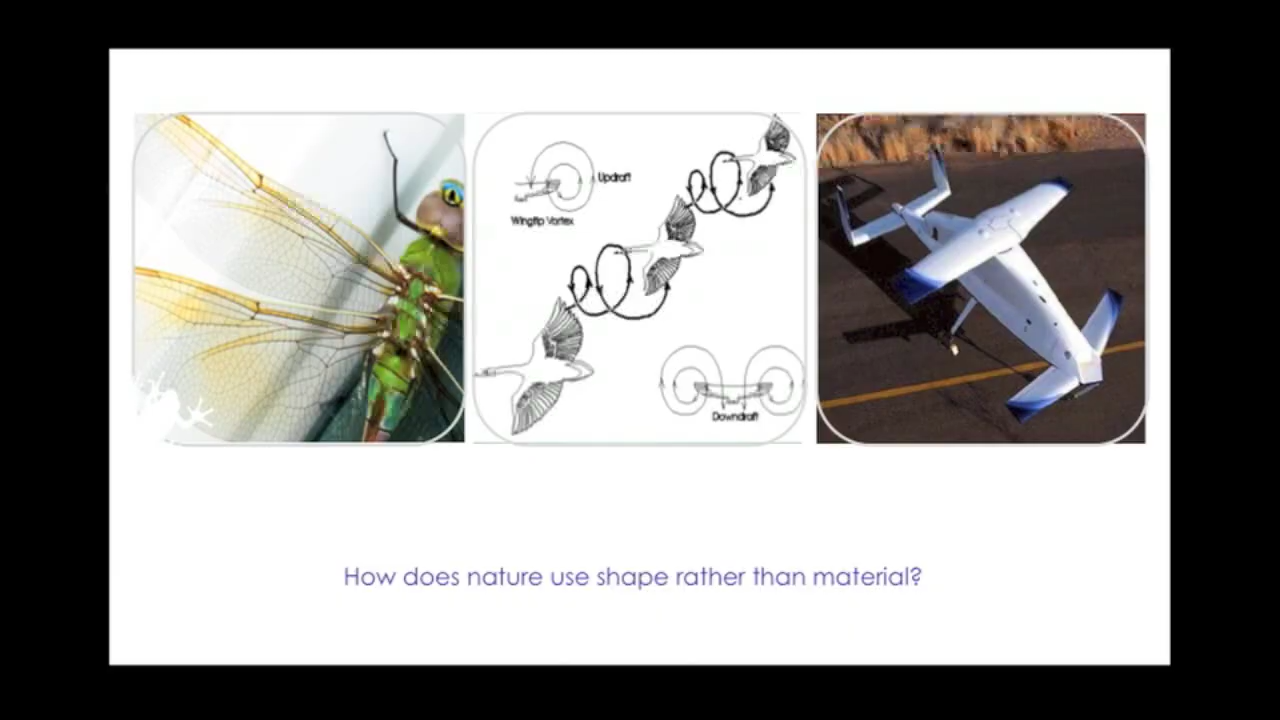 Updraft
Wingtip Vortex
Downdraft
How does nature use shape rather than material?